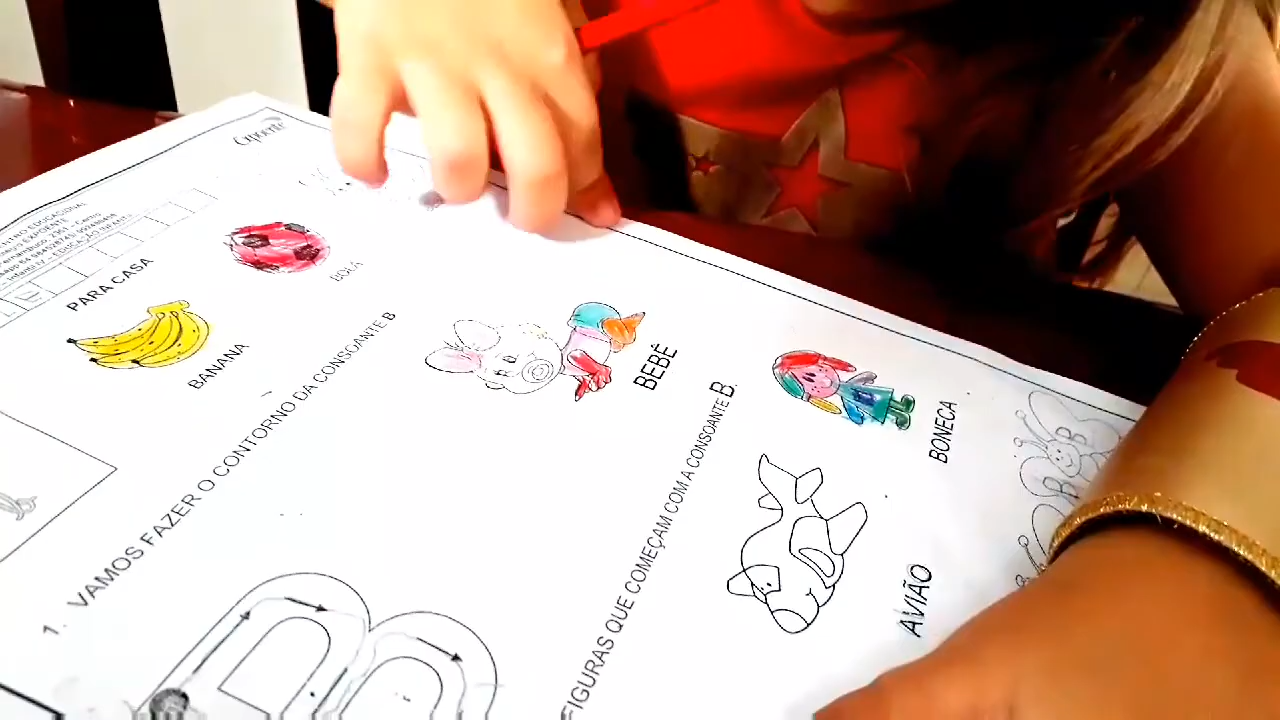 PARA CASA
1. VAMOS FAZER O CONTORNO DA CONSOANTE B
FIGURAS QUE COMEÇAM COM A CONSOANTE B.
BANANA
BOLA
BEBÊ
BONECA
AVIÃO
B
B